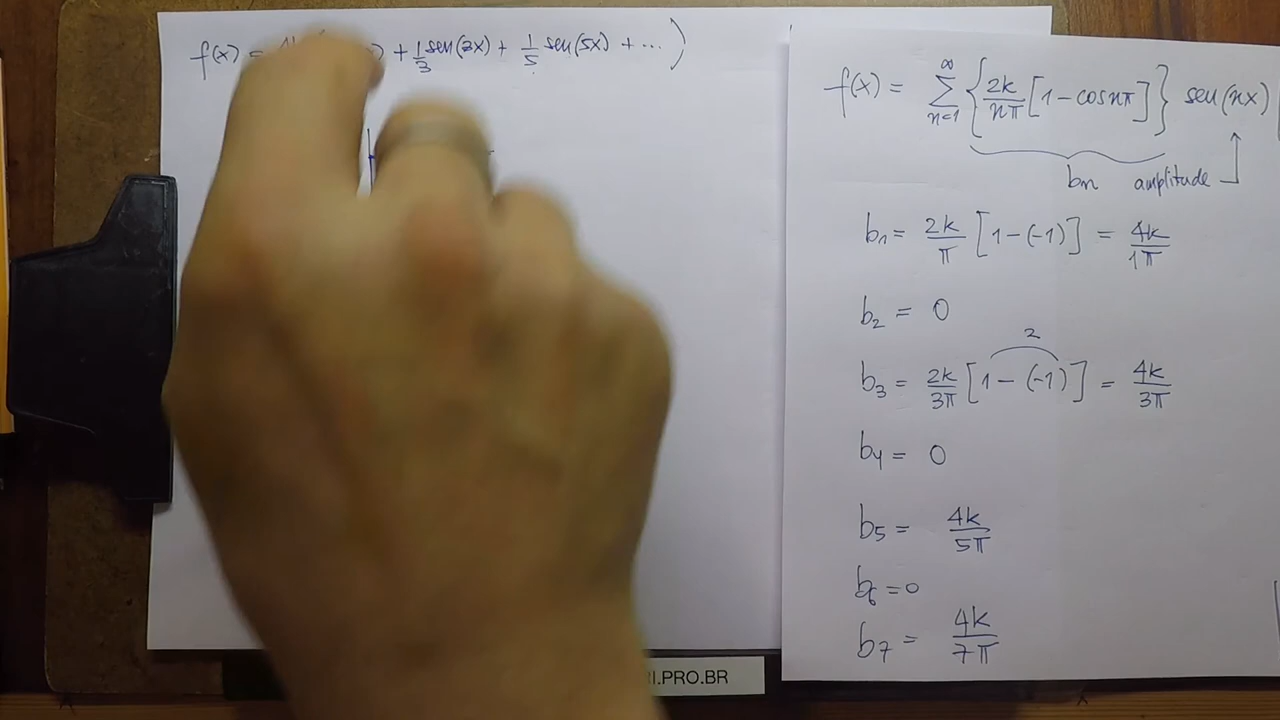 f(x) = + 1/3 sen(3x) + 1/5 sen(5x) + ... )
f(x) = ∑_{n=1}^{∞} { 2k/nπ [1 - cos nπ] } sen(nx)
bn amplitude
b₁ = 2k/π [1 - (-1)] = 4k/1π
b₂ = 0
2
b₃ = 2k/3π [1 - (-1)] = 4k/3π
b₄ = 0
b₅ = 4k/5π
b₆ = 0
b₇ = 4k/7π
I.PRO.BR